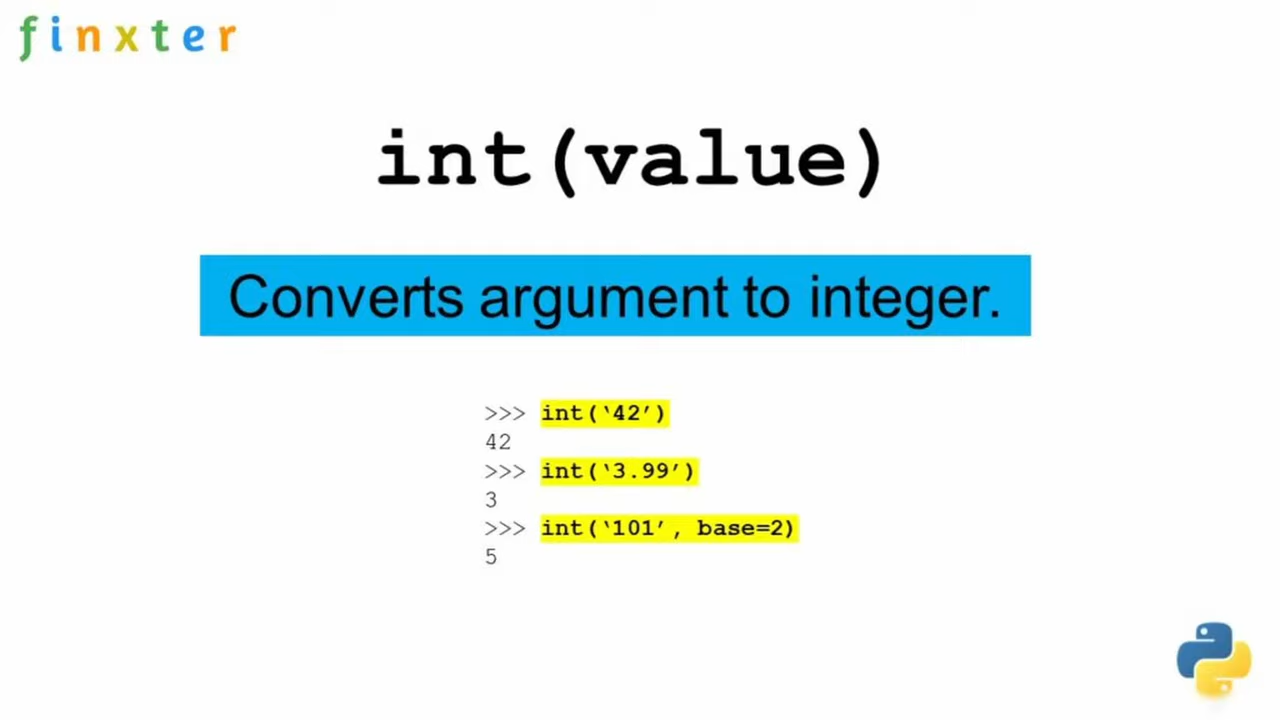 finxter
int(value)
Converts argument to integer.
>>> int(‘42’)
42
>>> int(‘3.99’)
3
>>> int(‘101’, base=2)
5